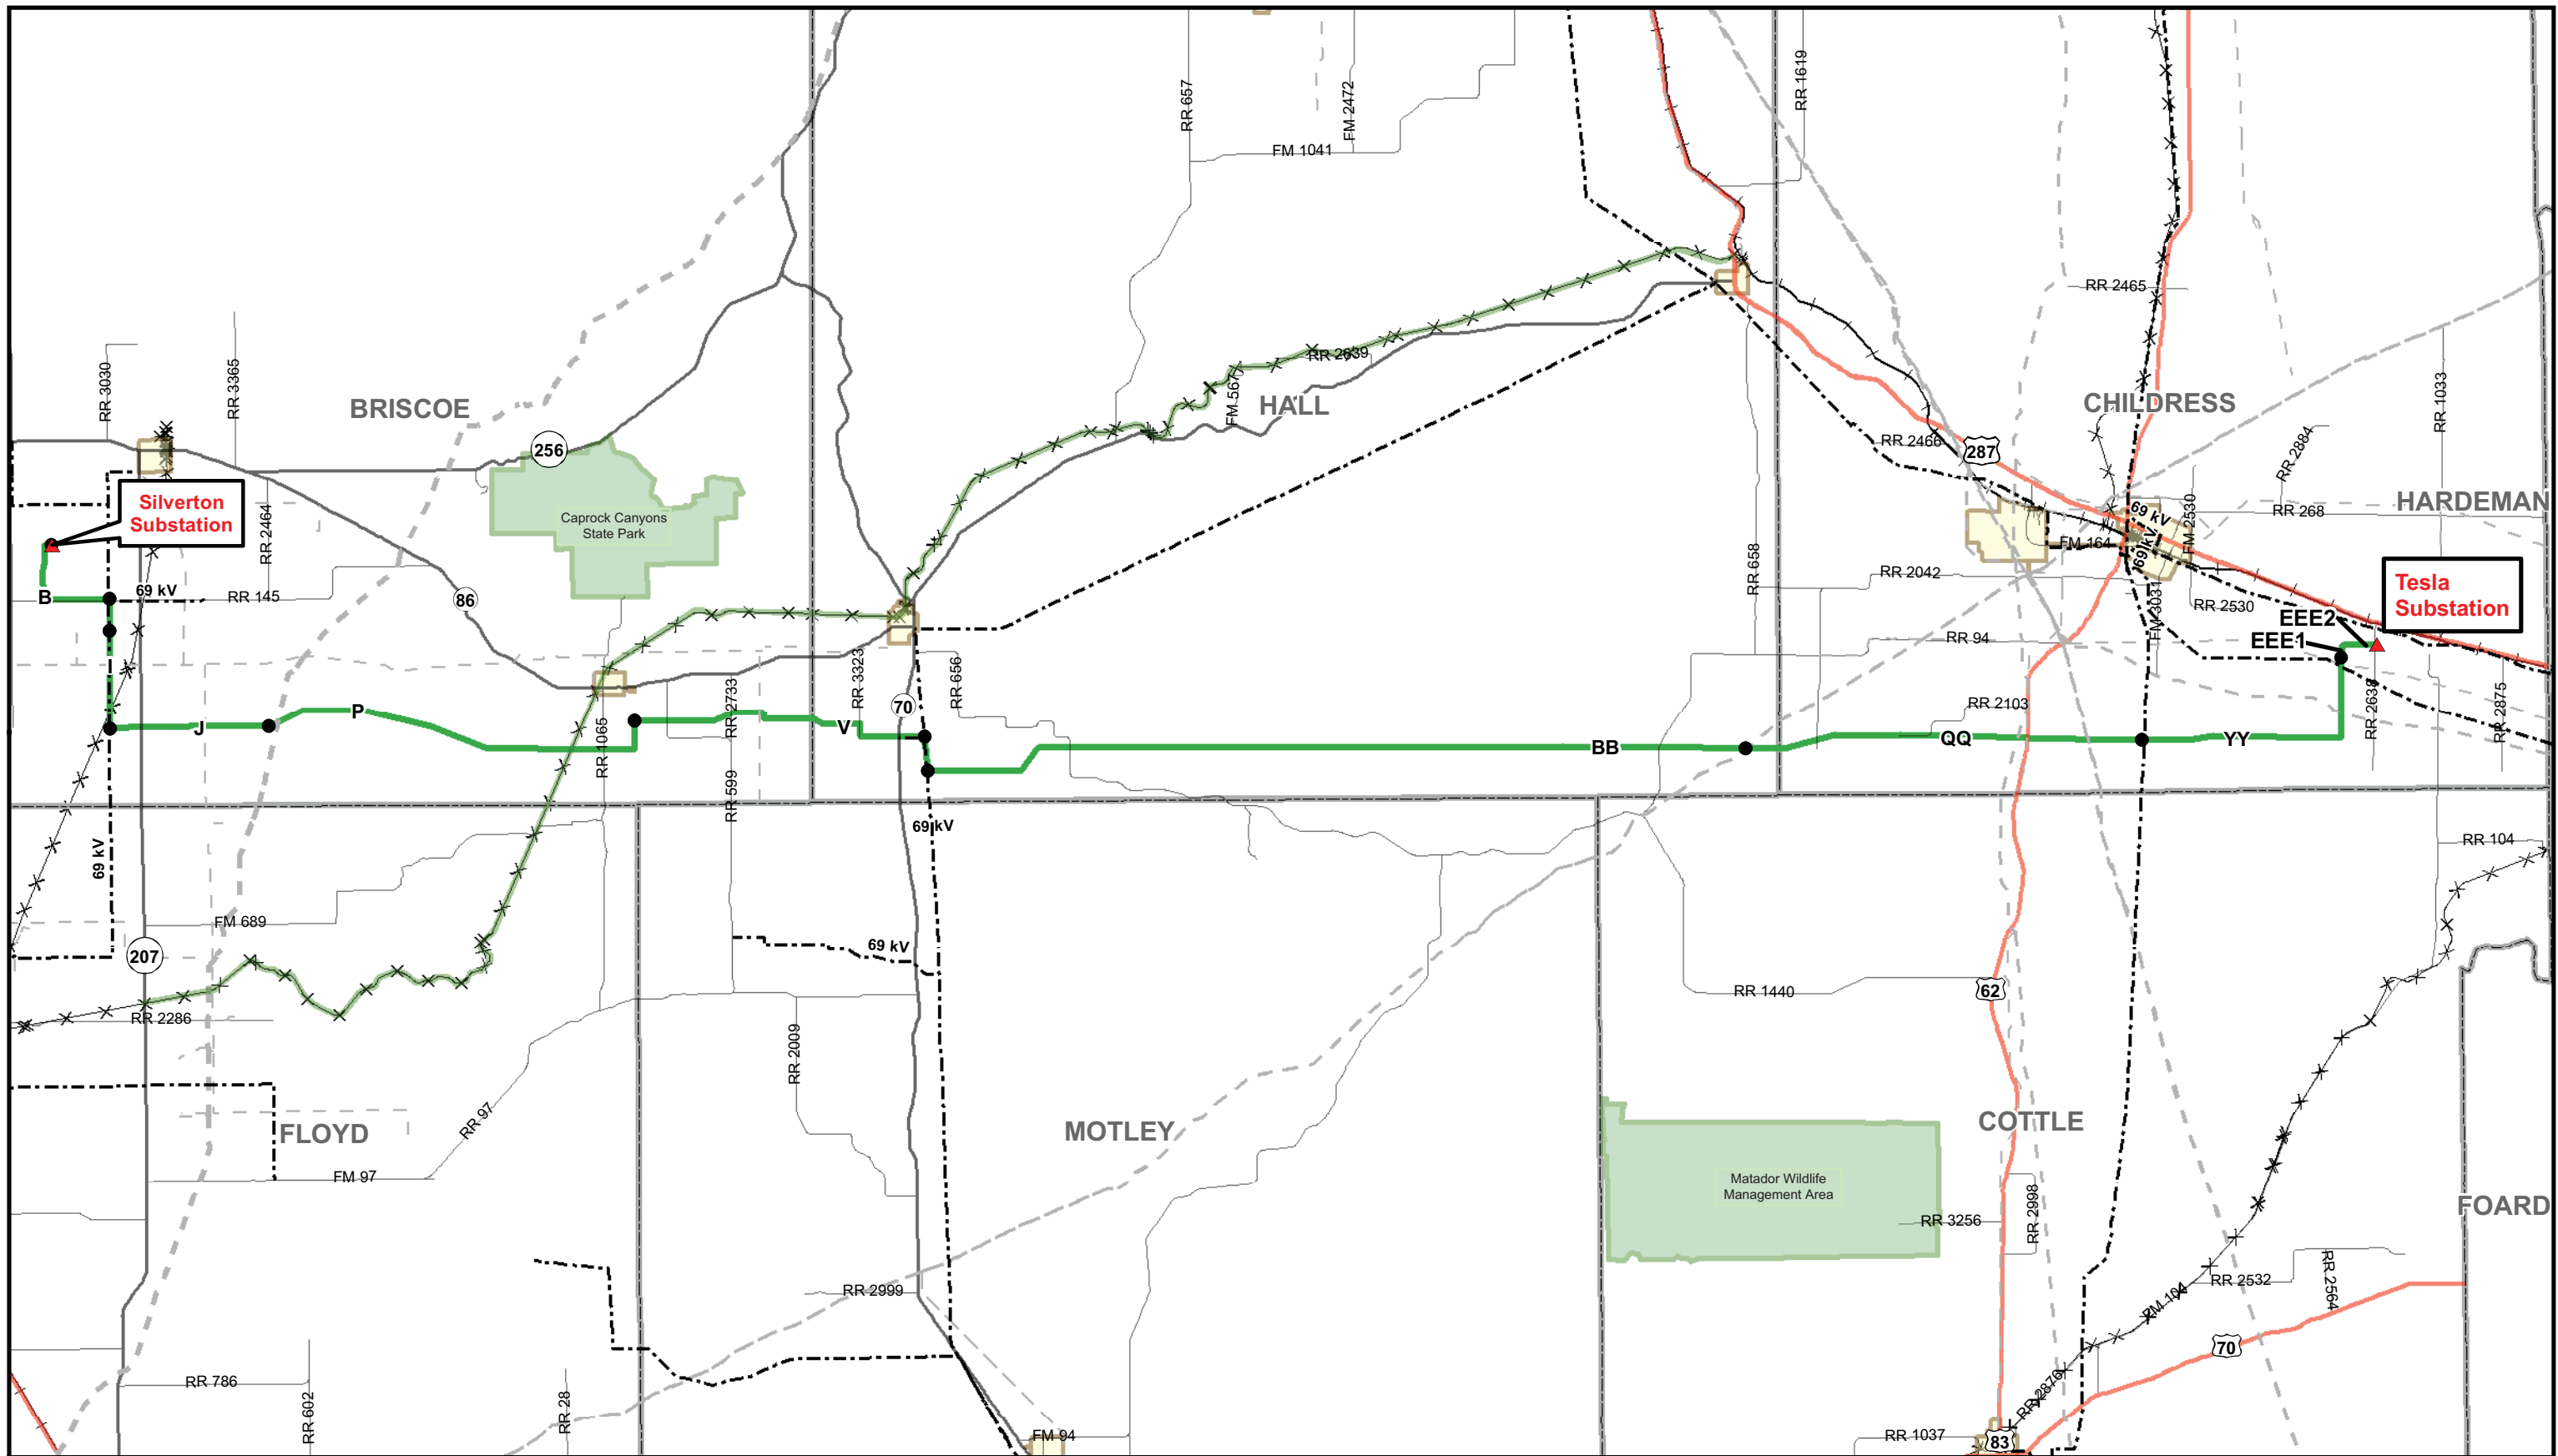 RR 657
FM 2472
RR 1619
FM 1041
RR 2465
RR 3030
RR 3365
RR 2639
FM 567
BRISCOE
HALL
CHILDRESS
RR 1033
256
RR 2466
287
RR 2884
HARDEMAN
Silverton
Substation
RR 2464
Caprock Canyons
State Park
69 kV
FM 2530
RR 268
FM 164
69 kV
RR 658
RR 2042
Tesla
Substation
B
69 kV
RR 145
86
FM 3031
RR 2530
EEE2
EEE1
RR 94
RR 3323
RR 656
RR 2733
70
RR 2103
RR 2638
RR 2875
J
P
V
BB
QQ
YY
RR 1065
RR 599
69 kV
69 kV
RR 104
FM 689
207
69 kV
RR 1440
62
RR 2286
RR 2009
RR 97
FLOYD
MOTLEY
COTTLE
FM 97
Matador Wildlife
Management Area
RR 3256
RR 2998
FOARD
RR 2999
RR 2532
RR 2564
FM 104
70
RR 786
RR 602
RR 28
RR 2876
FM 94
RR 1037
83